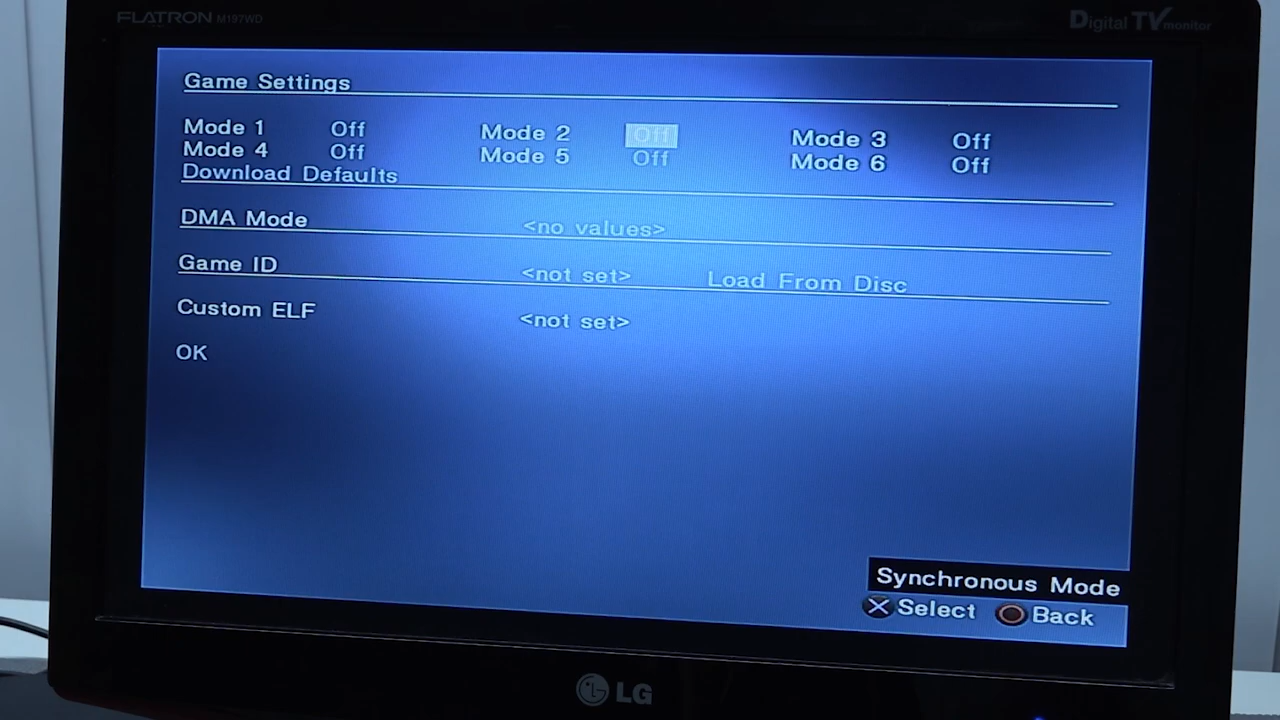 FLATRON M197WD
Digital TV monitor
Game Settings
Mode 1 Off Mode 2 Off Mode 3 Off
Mode 4 Off Mode 5 Off Mode 6 Off
Download Defaults
DMA Mode <no values>
Game ID <not set> Load From Disc
Custom ELF <not set>
OK
Synchronous Mode
Select Back
LG